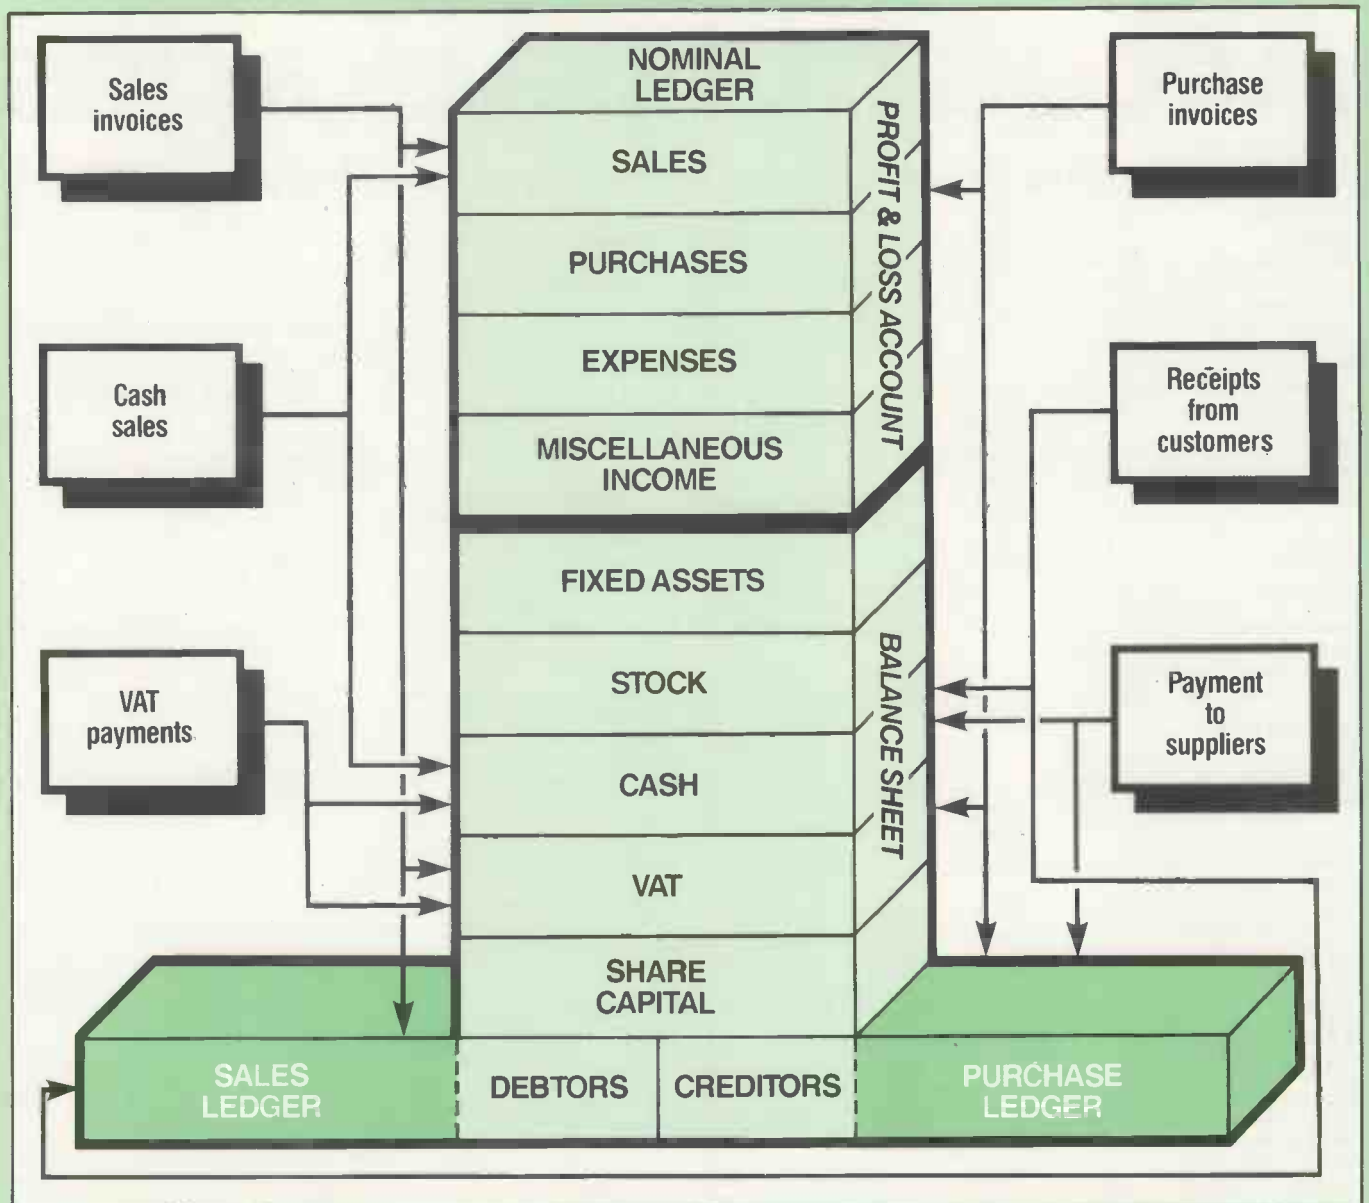 Sales
invoices
NOMINAL
LEDGER
Purchase
invoices
SALES
PURCHASES
EXPENSES
MISCELLANEOUS
INCOME
PROFIT & LOSS ACCOUNT
Cash
sales
Receipts
from
customers
FIXED ASSETS
STOCK
CASH
VAT
SHARE
CAPITAL
BALANCE SHEET
VAT
payments
Payment
to
suppliers
SALES
LEDGER
DEBTORS
CREDITORS
PURCHASE
LEDGER